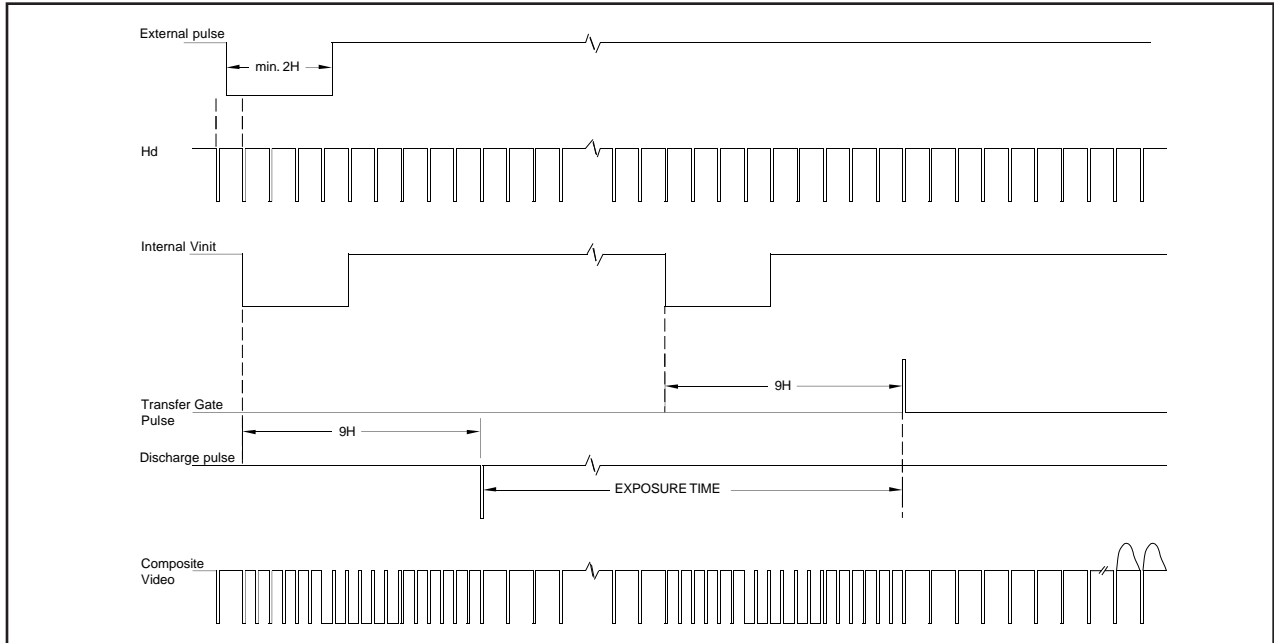 External pulse
min. 2H
Hd
Internal Vinit
9H
Transfer Gate
Pulse
9H
Discharge pulse
EXPOSURE TIME
Composite
Video